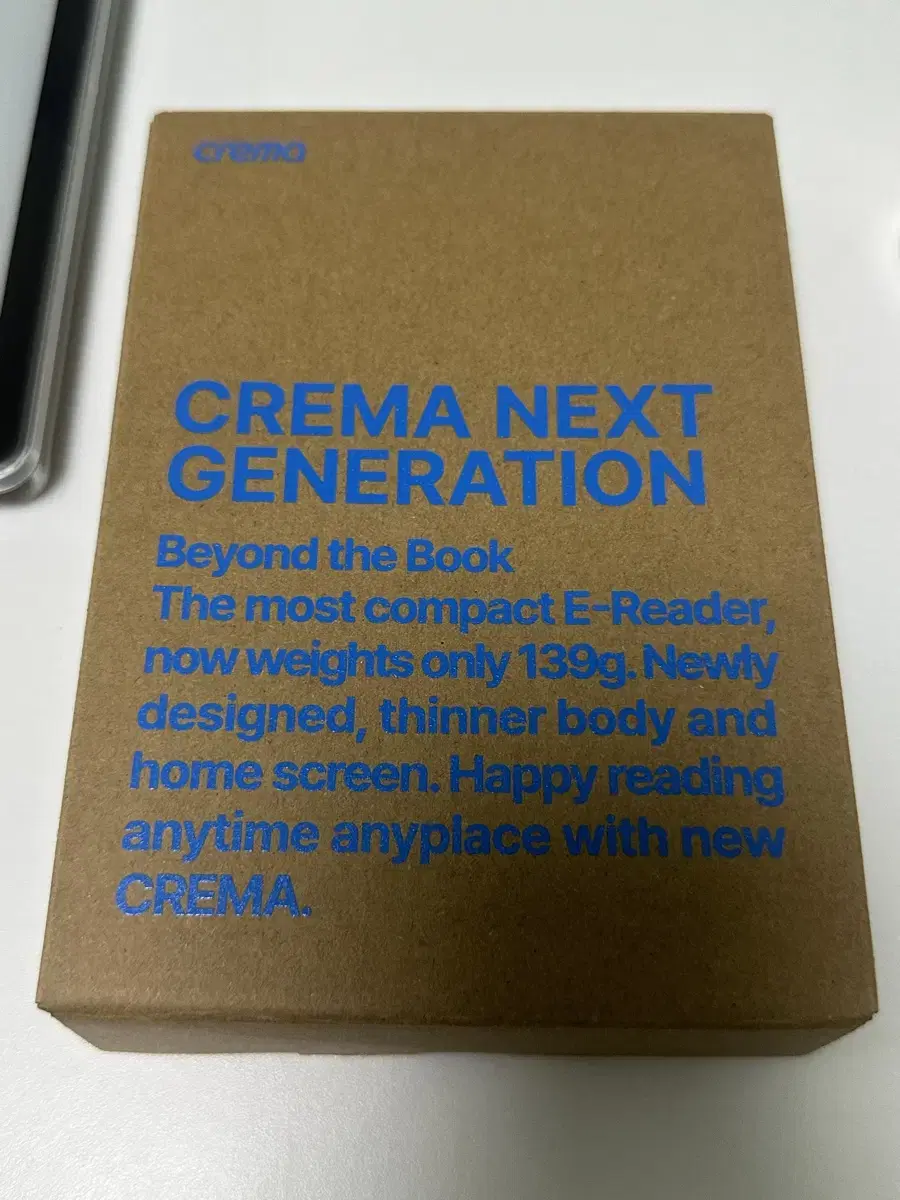 crema
CREMA NEXT
GENERATION
Beyond the Book
The most compact E-Reader,
now weights only 139g. Newly
designed, thinner body and
home screen. Happy reading
anytime anyplace with new
CREMA.